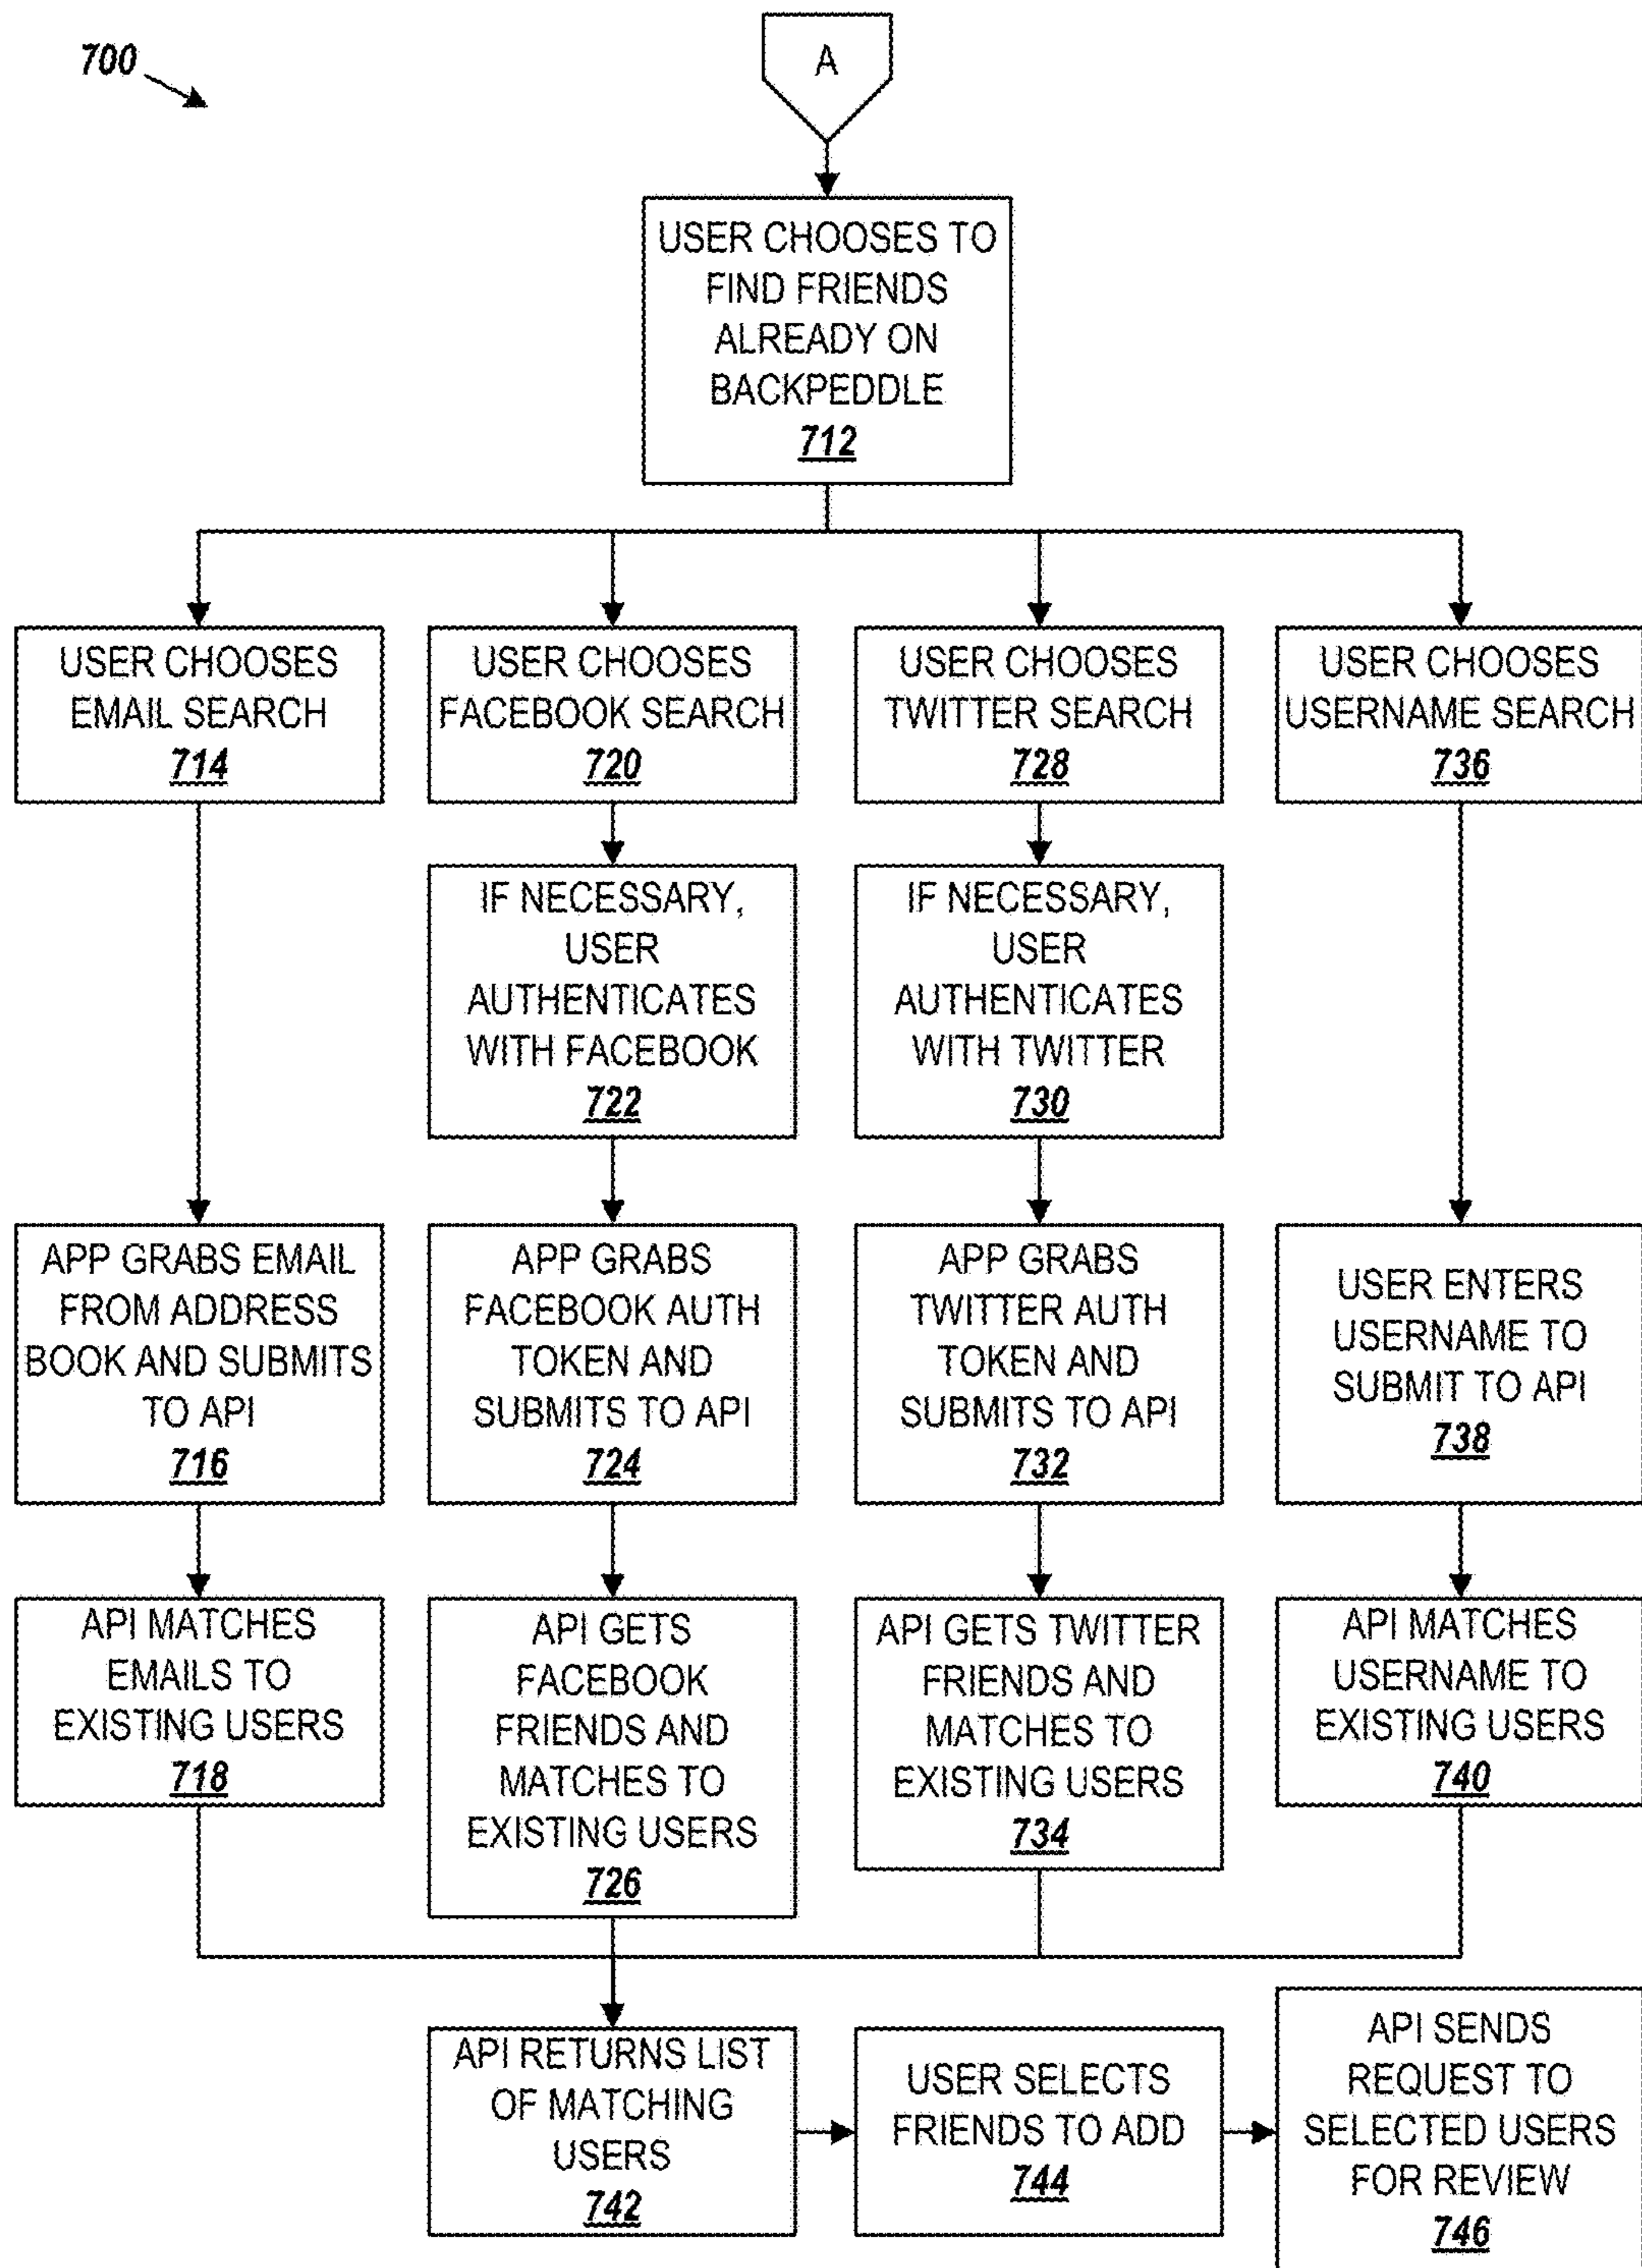 700
A
USER CHOOSES TO
FIND FRIENDS
ALREADY ON
BACKPEDDLE
712
USER CHOOSES
EMAIL SEARCH
714
USER CHOOSES
FACEBOOK SEARCH
720
USER CHOOSES
TWITTER SEARCH
728
USER CHOOSES
USERNAME SEARCH
736
IF NECESSARY,
USER
AUTHENTICATES
WITH FACEBOOK
722
IF NECESSARY,
USER
AUTHENTICATES
WITH TWITTER
730
APP GRABS EMAIL
FROM ADDRESS
BOOK AND SUBMITS
TO API
716
APP GRABS
FACEBOOK AUTH
TOKEN AND
SUBMITS TO API
724
APP GRABS
TWITTER AUTH
TOKEN AND
SUBMITS TO API
732
USER ENTERS
USERNAME TO
SUBMIT TO API
738
API MATCHES
EMAILS TO
EXISTING USERS
718
API GETS
FACEBOOK
FRIENDS AND
MATCHES TO
EXISTING USERS
726
API GETS TWITTER
FRIENDS AND
MATCHES TO
EXISTING USERS
734
API MATCHES
USERNAME TO
EXISTING USERS
740
API RETURNS LIST
OF MATCHING
USERS
742
USER SELECTS
FRIENDS TO ADD
744
API SENDS
REQUEST TO
SELECTED USERS
FOR REVIEW
746